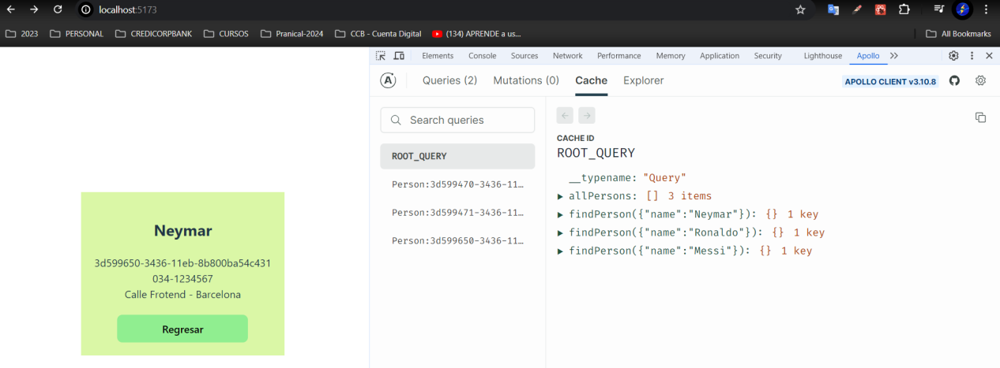 localhost:5173
2023 PERSONAL CREDICORPBANK CURSOS Pranical-2024 CCB - Cuenta Digital (134) APRENDE a us... All Bookmarks
Elements Console Sources Network Performance Memory Application Security Lighthouse Apollo
A Queries (2) Mutations (0) Cache Explorer APOLLO CLIENT v3.10.8
Search queries
ROOT_QUERY
Person:3d599470-3436-11…
Person:3d599471-3436-11…
Person:3d599650-3436-11…
CACHE ID
ROOT_QUERY
__typename: "Query"
allPersons: [] 3 items
findPerson({"name":"Neymar"}): {} 1 key
findPerson({"name":"Ronaldo"}): {} 1 key
findPerson({"name":"Messi"}): {} 1 key
Neymar
3d599650-3436-11eb-8b800ba54c431
034-1234567
Calle Frotend - Barcelona
Regresar